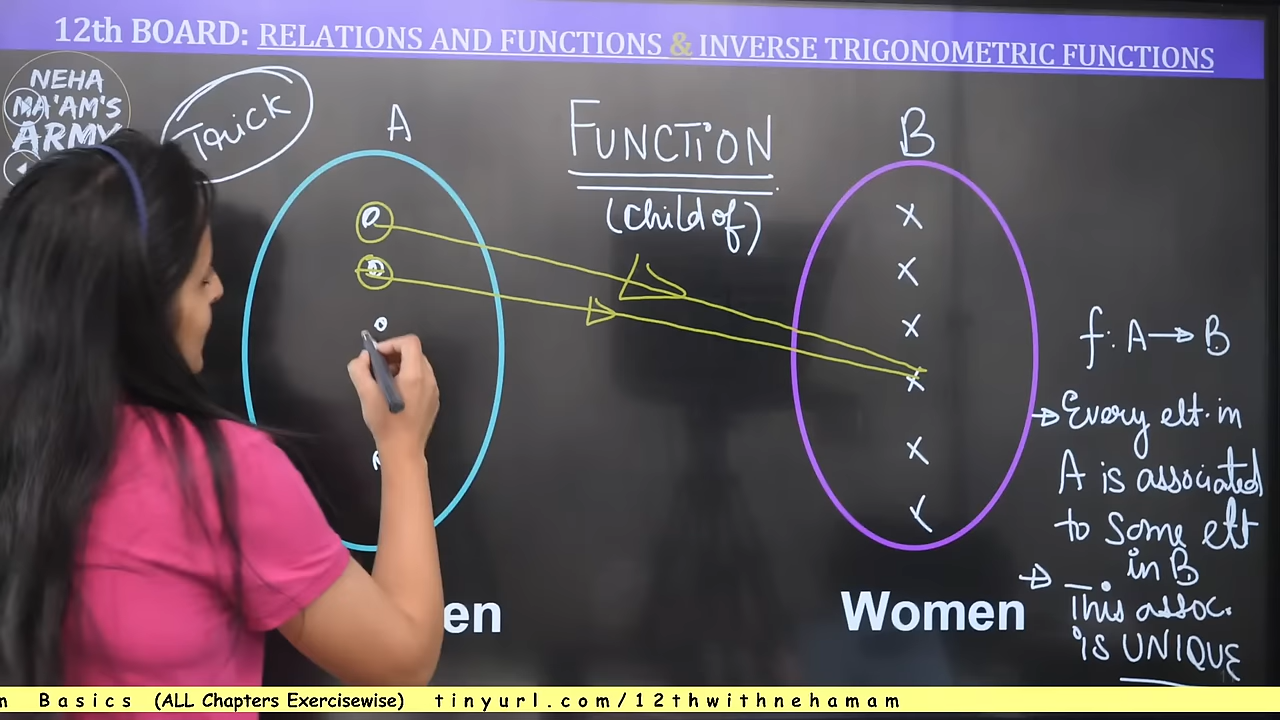 12th BOARD: RELATIONS AND FUNCTIONS & INVERSE TRIGONOMETRIC FUNCTIONS
NEHA
MA'AM'S
ARMY
Trick
A
FUNCTION
(child of)
B
f: A→B
→ Every elt. in
A is associated
to some elt
in B
→ This assoc.
is UNIQUE
en
Women
n Basics (ALL Chapters Exercisewise) tinyurl.com/12thwithnehamam